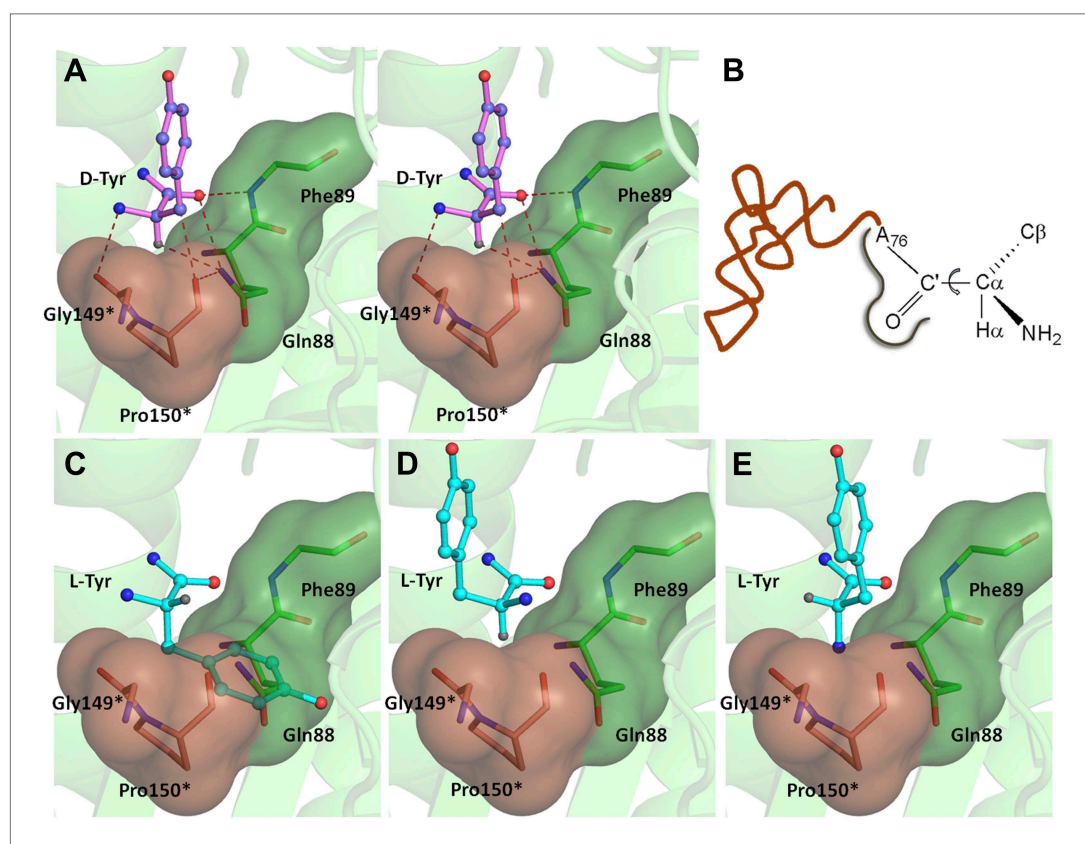 A
D-Tyr
Phe89
Gly149*
Gln88
Pro150*
D-Tyr
Phe89
Gly149*
Gln88
Pro150*
B
A76
Cβ
C'
Cα
O
Hα
NH2
C
L-Tyr
Phe89
Gly149*
Gln88
Pro150*
D
L-Tyr
Phe89
Gly149*
Gln88
Pro150*
E
L-Tyr
Phe89
Gly149*
Gln88
Pro150*